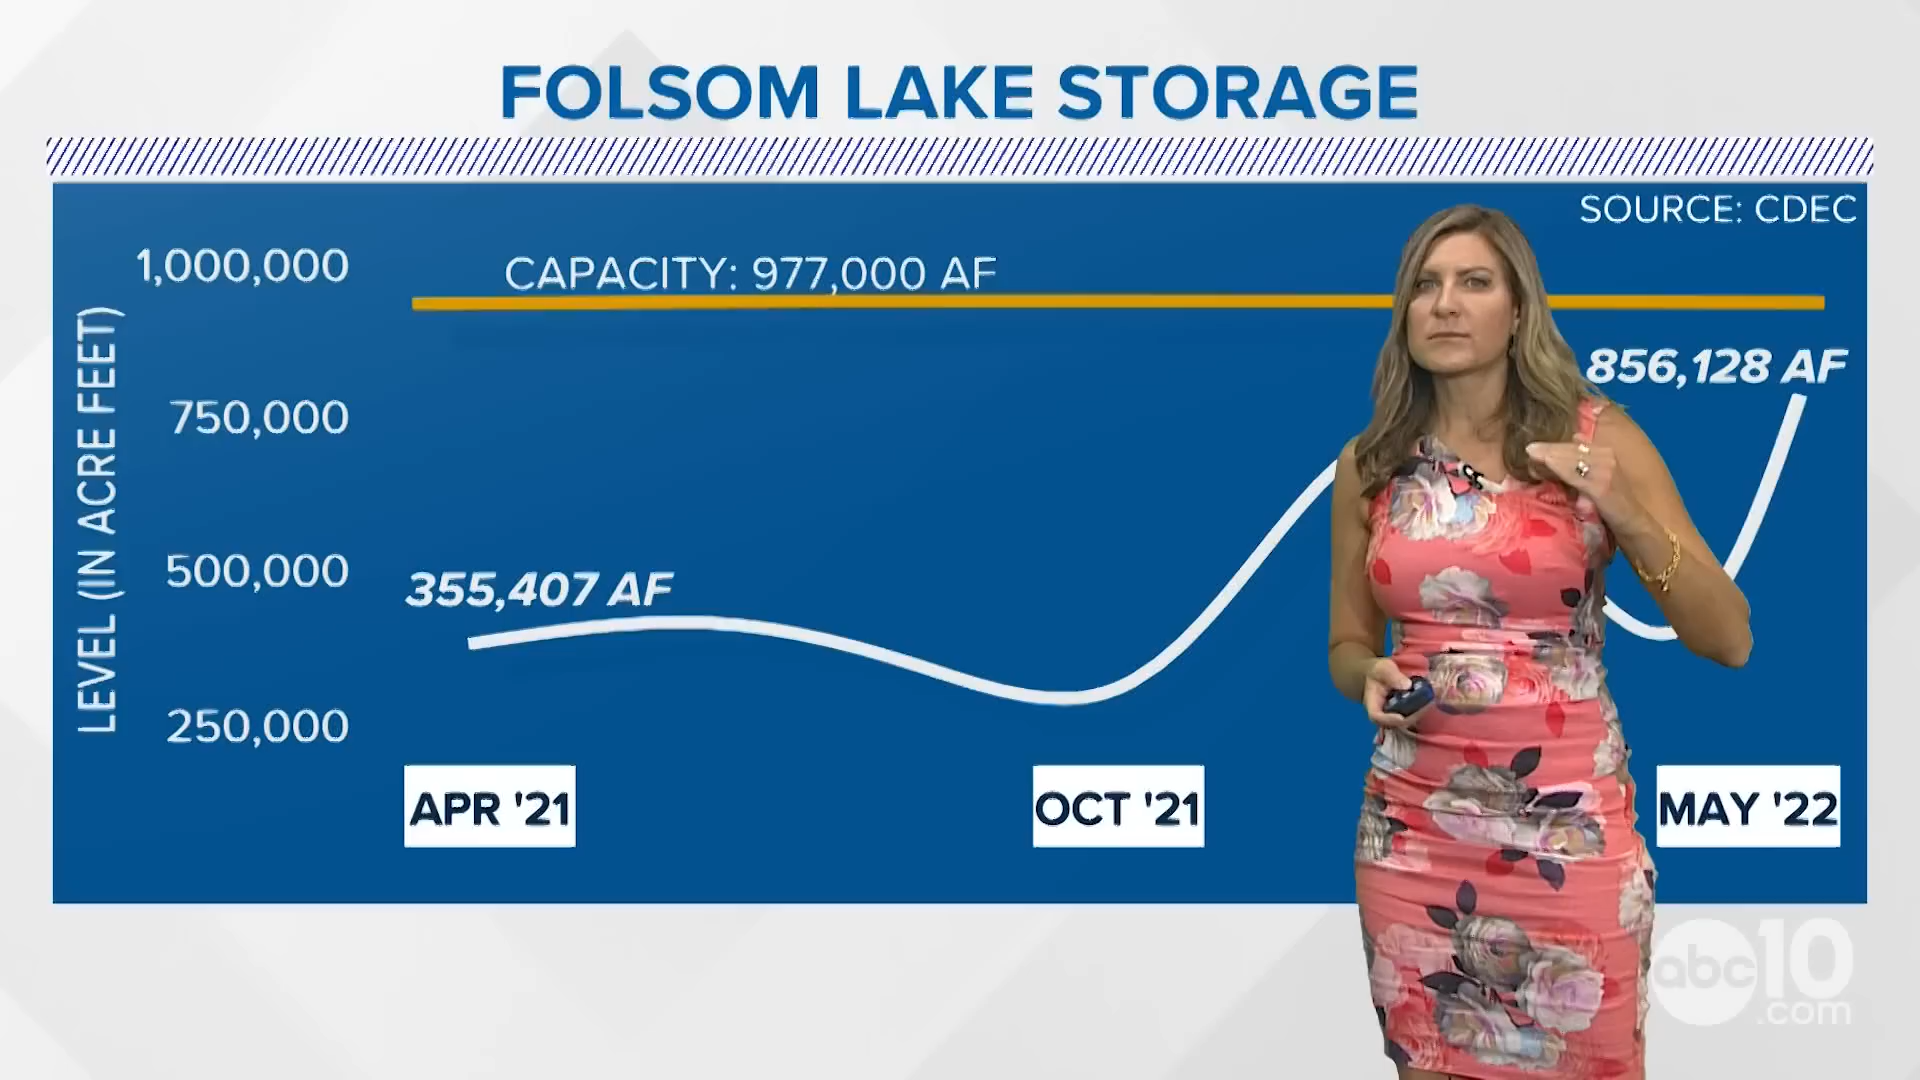 FOLSOM LAKE STORAGE
SOURCE: CDEC
CAPACITY: 977,000 AF
LEVEL (IN ACRE FEET)
1,000,000
750,000
500,000
250,000
355,407 AF
856,128 AF
APR '21
OCT '21
MAY '22
abc10
.com